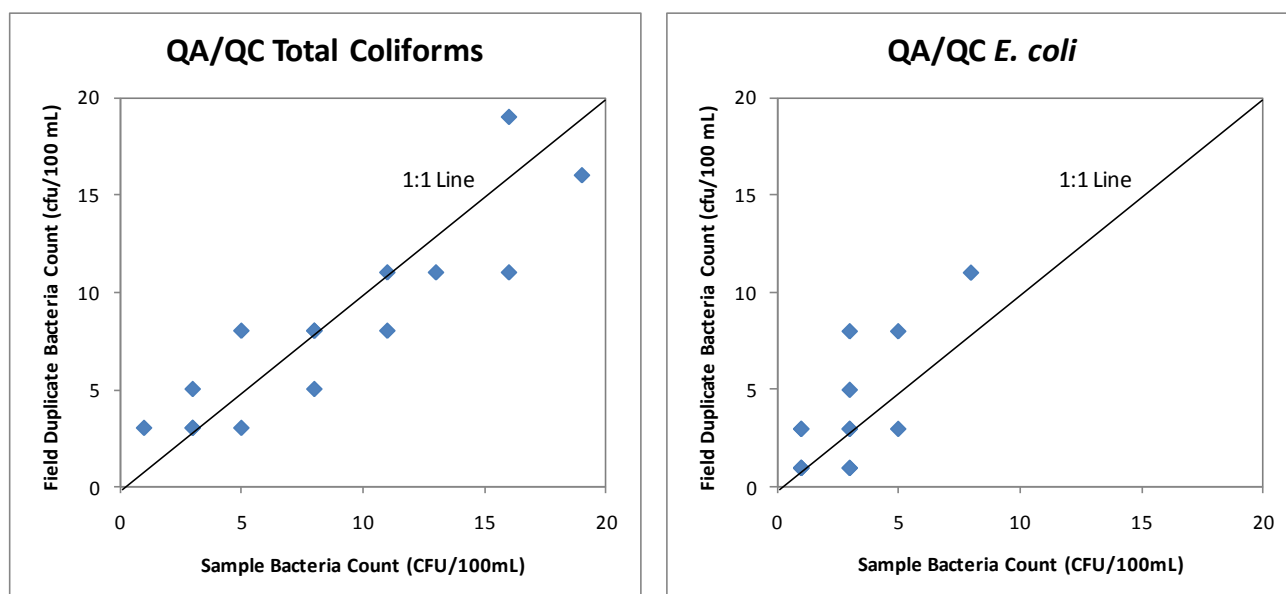 QA/QC Total Coliforms
Field Duplicate Bacteria Count (cfu/100 mL)
20
15
10
5
0
1:1 Line
0 5 10 15 20
Sample Bacteria Count (CFU/100mL)
QA/QC E. coli
Field Duplicate Bacteria Count (cfu/100 mL)
20
15
10
5
0
1:1 Line
0 5 10 15 20
Sample Bacteria Count (CFU/100mL)